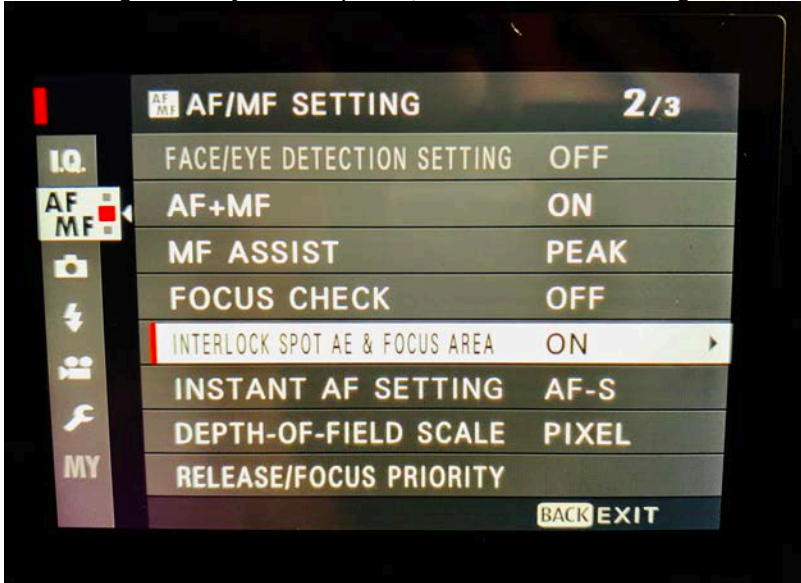 AF MF AF/MF SETTING 2/3
I.Q.
FACE/EYE DETECTION SETTING OFF
AF MF
AF+MF ON
MF ASSIST PEAK
FOCUS CHECK OFF
INTERLOCK SPOT AE & FOCUS AREA ON
INSTANT AF SETTING AF-S
DEPTH-OF-FIELD SCALE PIXEL
MY
RELEASE/FOCUS PRIORITY
BACK EXIT